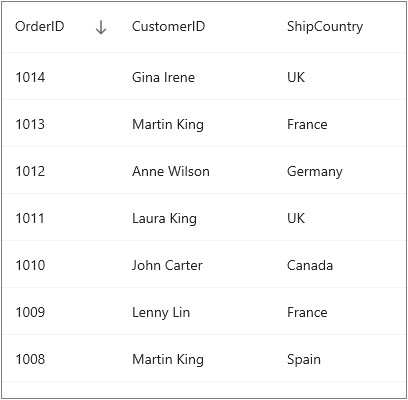 OrderID CustomerID ShipCountry
1014 Gina Irene UK
1013 Martin King France
1012 Anne Wilson Germany
1011 Laura King UK
1010 John Carter Canada
1009 Lenny Lin France
1008 Martin King Spain